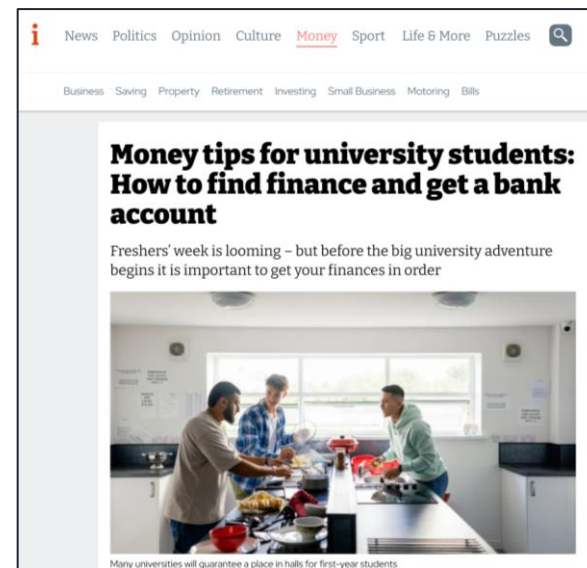 i
News Politics Opinion Culture Money Sport Life & More Puzzles
Business Saving Property Retirement Investing Small Business Motoring Bills
Money tips for university students:
How to find finance and get a bank
account
Freshers’ week is looming – but before the big university adventure
begins it is important to get your finances in order
Many universities will guarantee a place in halls for first-year students